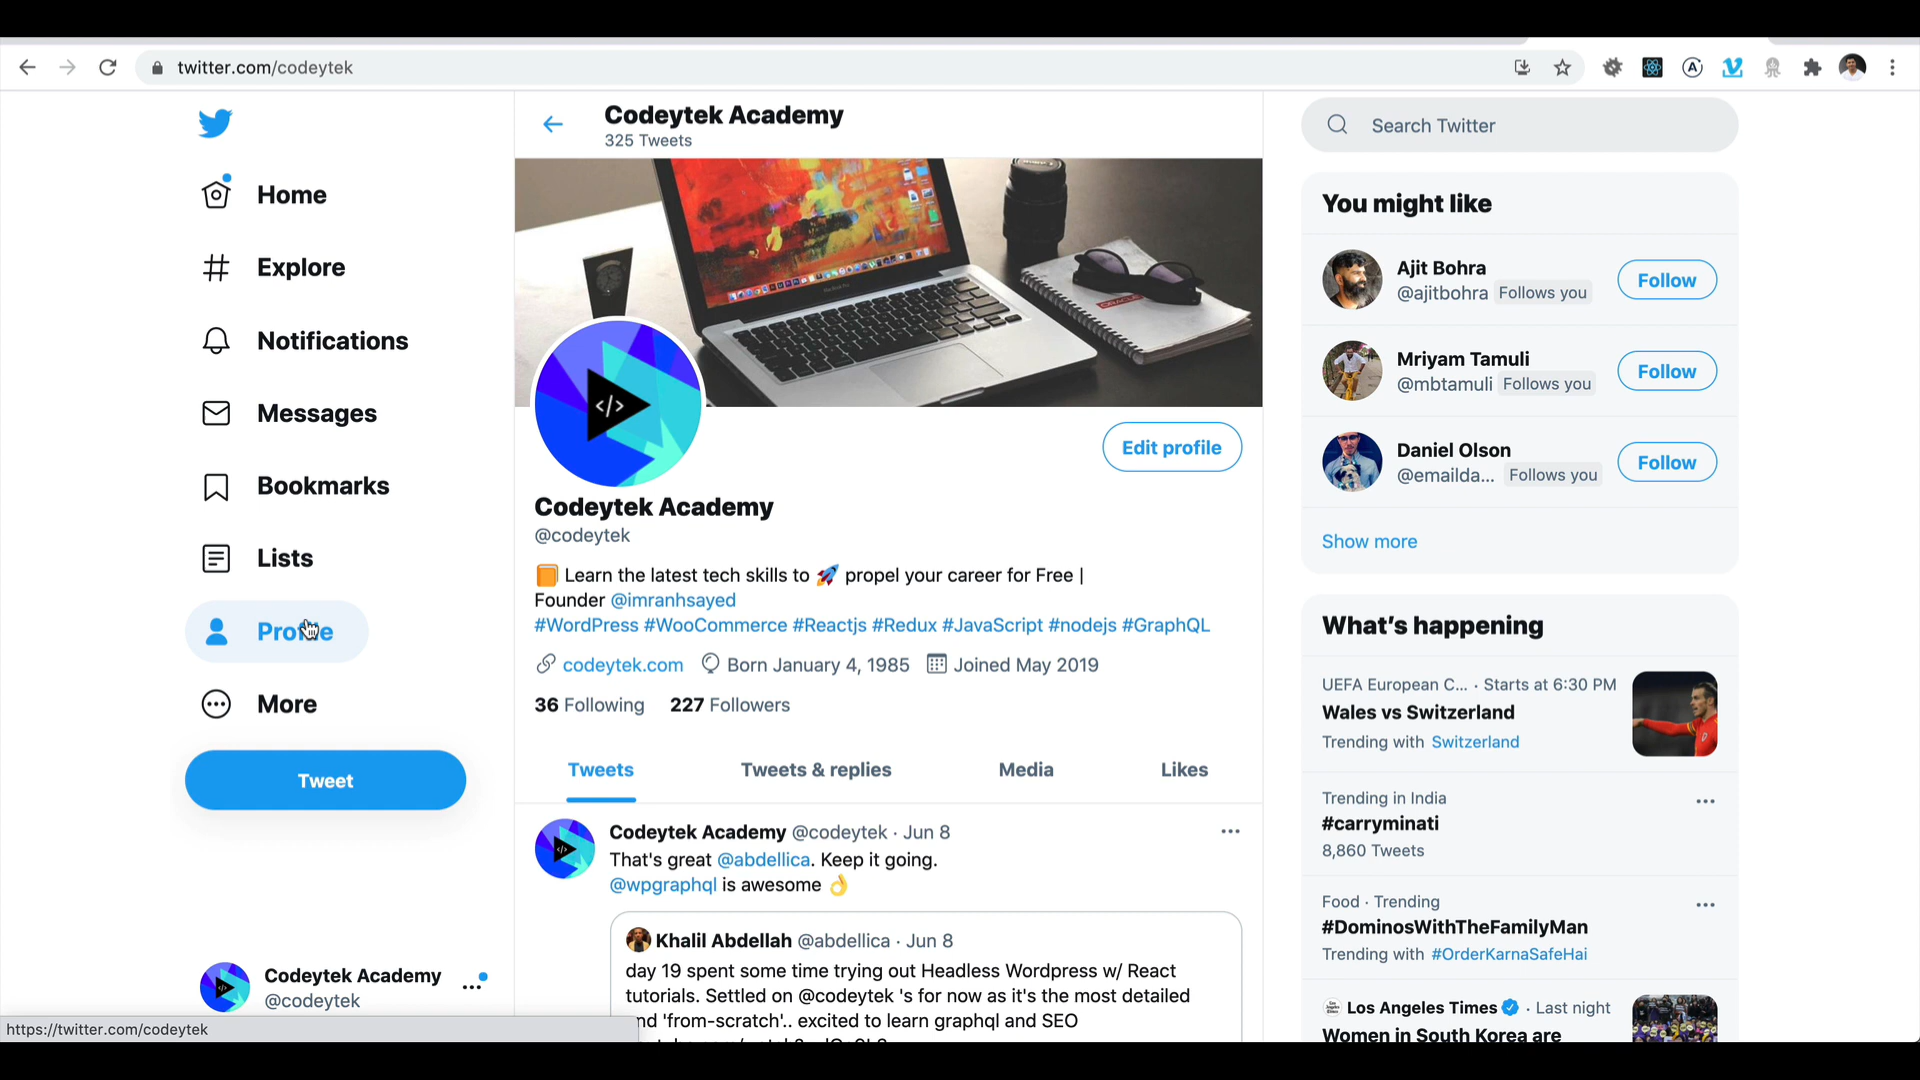 twitter.com/codeytek
Home
Explore
Notifications
Messages
Bookmarks
Lists
Profile
More
Tweet
Codeytek Academy
@codeytek
https://twitter.com/codeytek
Codeytek Academy
325 Tweets
ORACLE
</>
Edit profile
Codeytek Academy
@codeytek
Learn the latest tech skills to 🚀 propel your career for Free |
Founder @imranhsayed
#WordPress #WooCommerce #Reactjs #Redux #JavaScript #nodejs #GraphQL
codeytek.com Born January 4, 1985 Joined May 2019
36 Following 227 Followers
Tweets Tweets & replies Media Likes
Codeytek Academy @codeytek · Jun 8
That's great @abdellica. Keep it going.
@wpgraphql is awesome 👌
Khalil Abdellah @abdellica · Jun 8
day 19 spent some time trying out Headless Wordpress w/ React
tutorials. Settled on @codeytek 's for now as it's the most detailed
nd 'from-scratch'.. excited to learn graphql and SEO
Search Twitter
You might like
Ajit Bohra
@ajitbohra Follows you
Follow
Mriyam Tamuli
@mbtamuli Follows you
Follow
Daniel Olson
@emailda... Follows you
Follow
Show more
What's happening
UEFA European C... · Starts at 6:30 PM
Wales vs Switzerland
Trending with Switzerland
Trending in India
#carryminati
8,860 Tweets
Food · Trending
#DominosWithTheFamilyMan
Trending with #OrderKarnaSafeHai
Los Angeles Times · Last night
Women in South Korea are